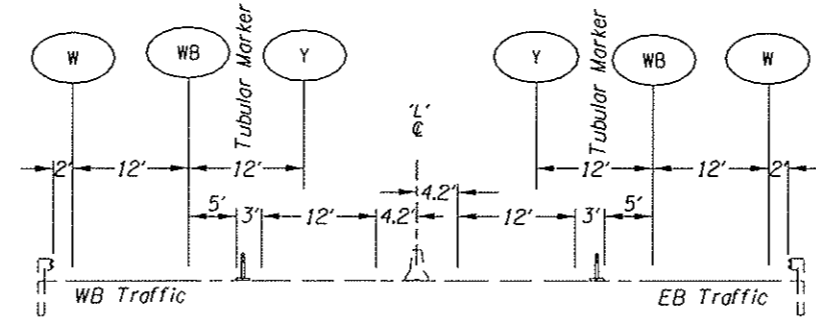 W
WB
Tubular Marker
Y
'L'
℄
Y
Tubular Marker
WB
W
2'
12'
12'
12'
12'
2'
4.2'
5'
3'
12'
4.2'
12'
3'
5'
WB Traffic
EB Traffic